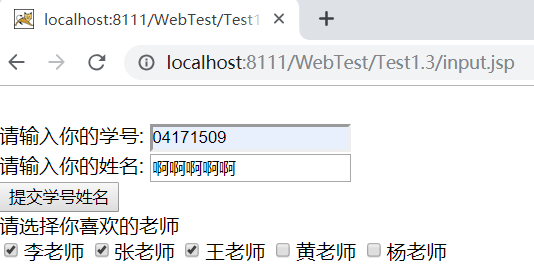 localhost:8111/WebTest/Test1
localhost:8111/WebTest/Test1.3/input.jsp
请输入你的学号: 04171509
请输入你的姓名: 啊啊啊啊啊
提交学号姓名
请选择你喜欢的老师
李老师 张老师 王老师 黄老师 杨老师